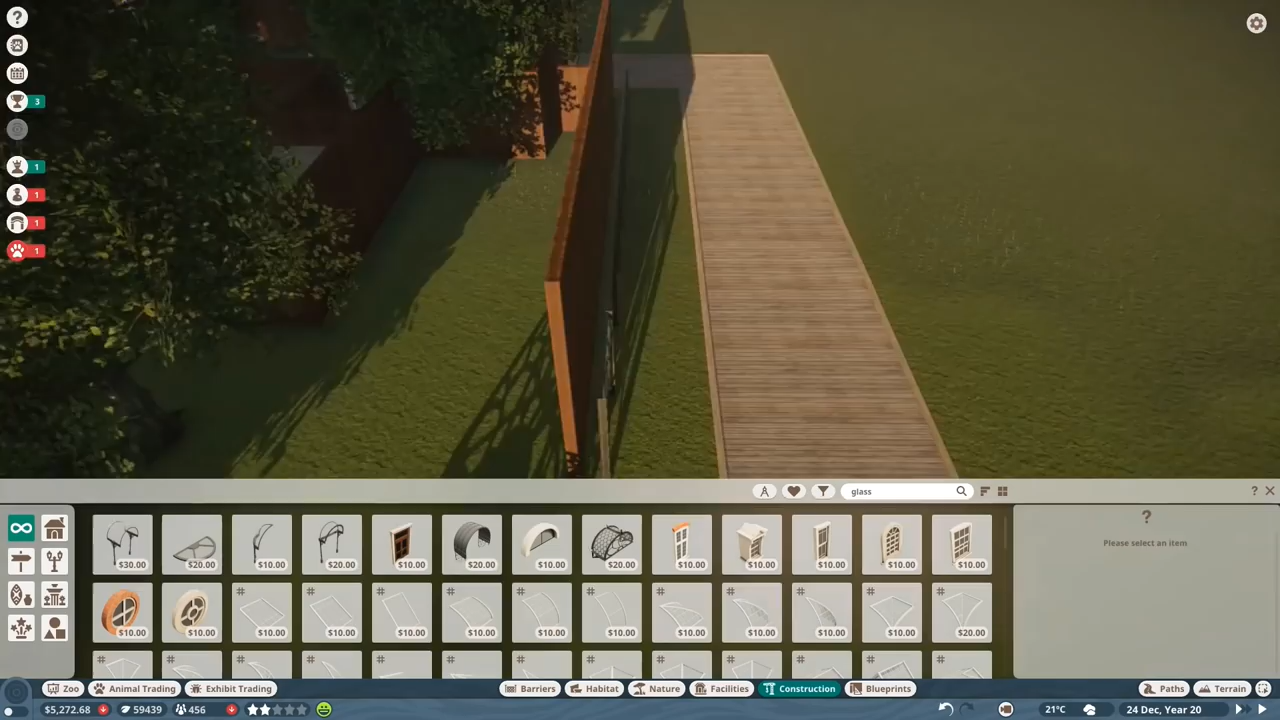 ?
3
1
1
1
1
glass
? ✕
$30.00 $20.00 $10.00 $20.00 $10.00 $20.00 $10.00 $20.00 $10.00 $10.00 $10.00 $10.00 $10.00
?
Please select an item
$10.00 $10.00 $10.00 $10.00 $10.00 $10.00 $10.00 $10.00 $10.00 $10.00 $10.00 $10.00 $20.00
Zoo Animal Trading Exhibit Trading Barriers Habitat Nature Facilities Construction Blueprints Paths Terrain
$5,272.68 59439 456 21°C 24 Dec, Year 20